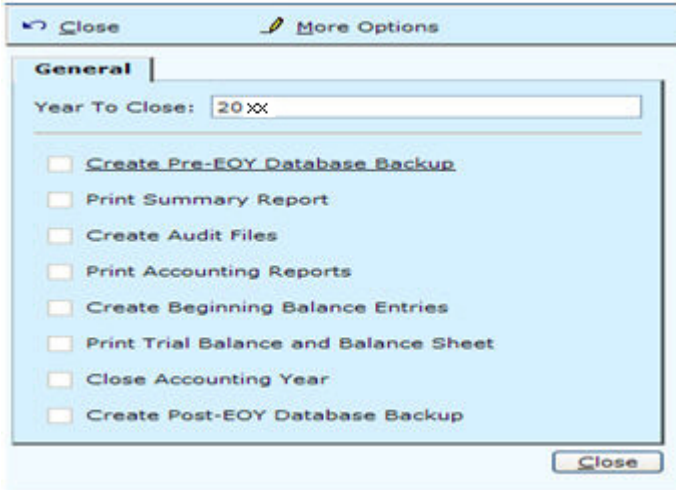 Close More Options
General
Year To Close: 20xx
Create Pre-EOY Database Backup
Print Summary Report
Create Audit Files
Print Accounting Reports
Create Beginning Balance Entries
Print Trial Balance and Balance Sheet
Close Accounting Year
Create Post-EOY Database Backup
Close